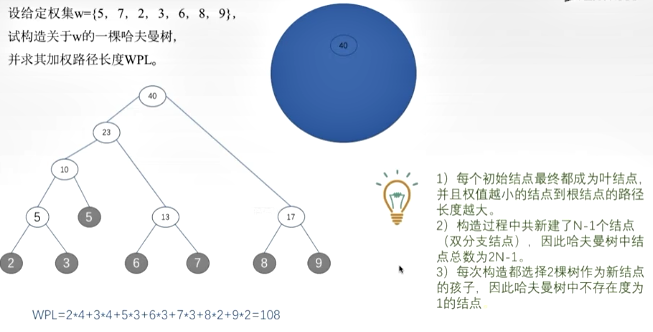 设给定权集w={5，7，2，3，6，8，9}，
试构造关于w的一棵哈夫曼树，
并求其加权路径长度WPL。
40
40
23
10
5
5
13
17
2
3
6
7
8
9
1）每个初始结点最终都成为叶结点，
并且权值越小的结点到根结点的路径
长度越大。
2）构造过程中共新建了N-1个结点
（双分支结点），因此哈夫曼树中结
点总数为2N-1。
3）每次构造都选择2棵树作为新结点
的孩子，因此哈夫曼树中不存在度为
1的结点
WPL=2*4+3*4+5*3+6*3+7*3+8*2+9*2=108